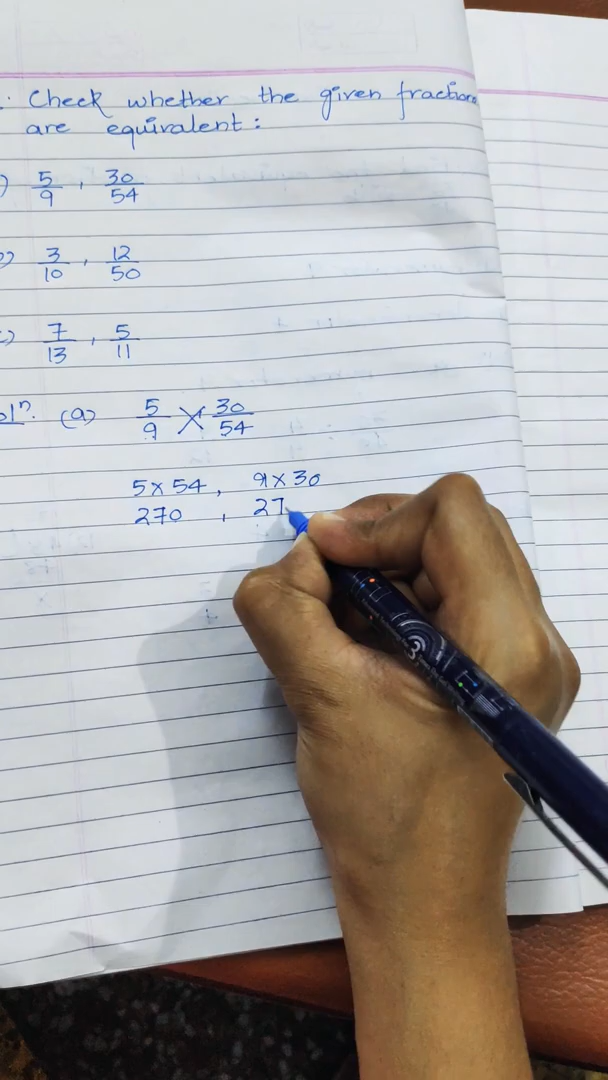 Check whether the given fractions
are equivalent:
) 5/9 , 30/54
) 3/10 , 12/50
) 7/13 , 5/11
olⁿ. (a) 5/9 × 30/54
5 × 54 , 9 × 30
270 , 27